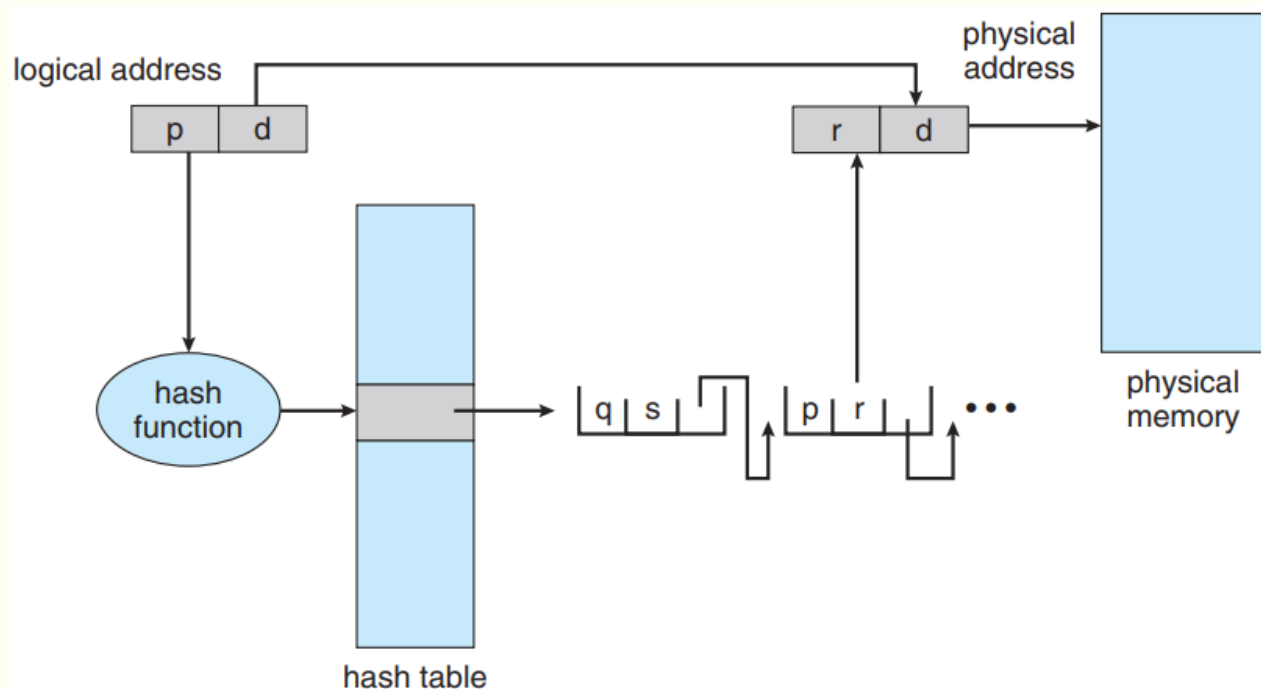 logical address
physical
address
p d
r d
hash
function
q s
p r
•••
physical
memory
hash table